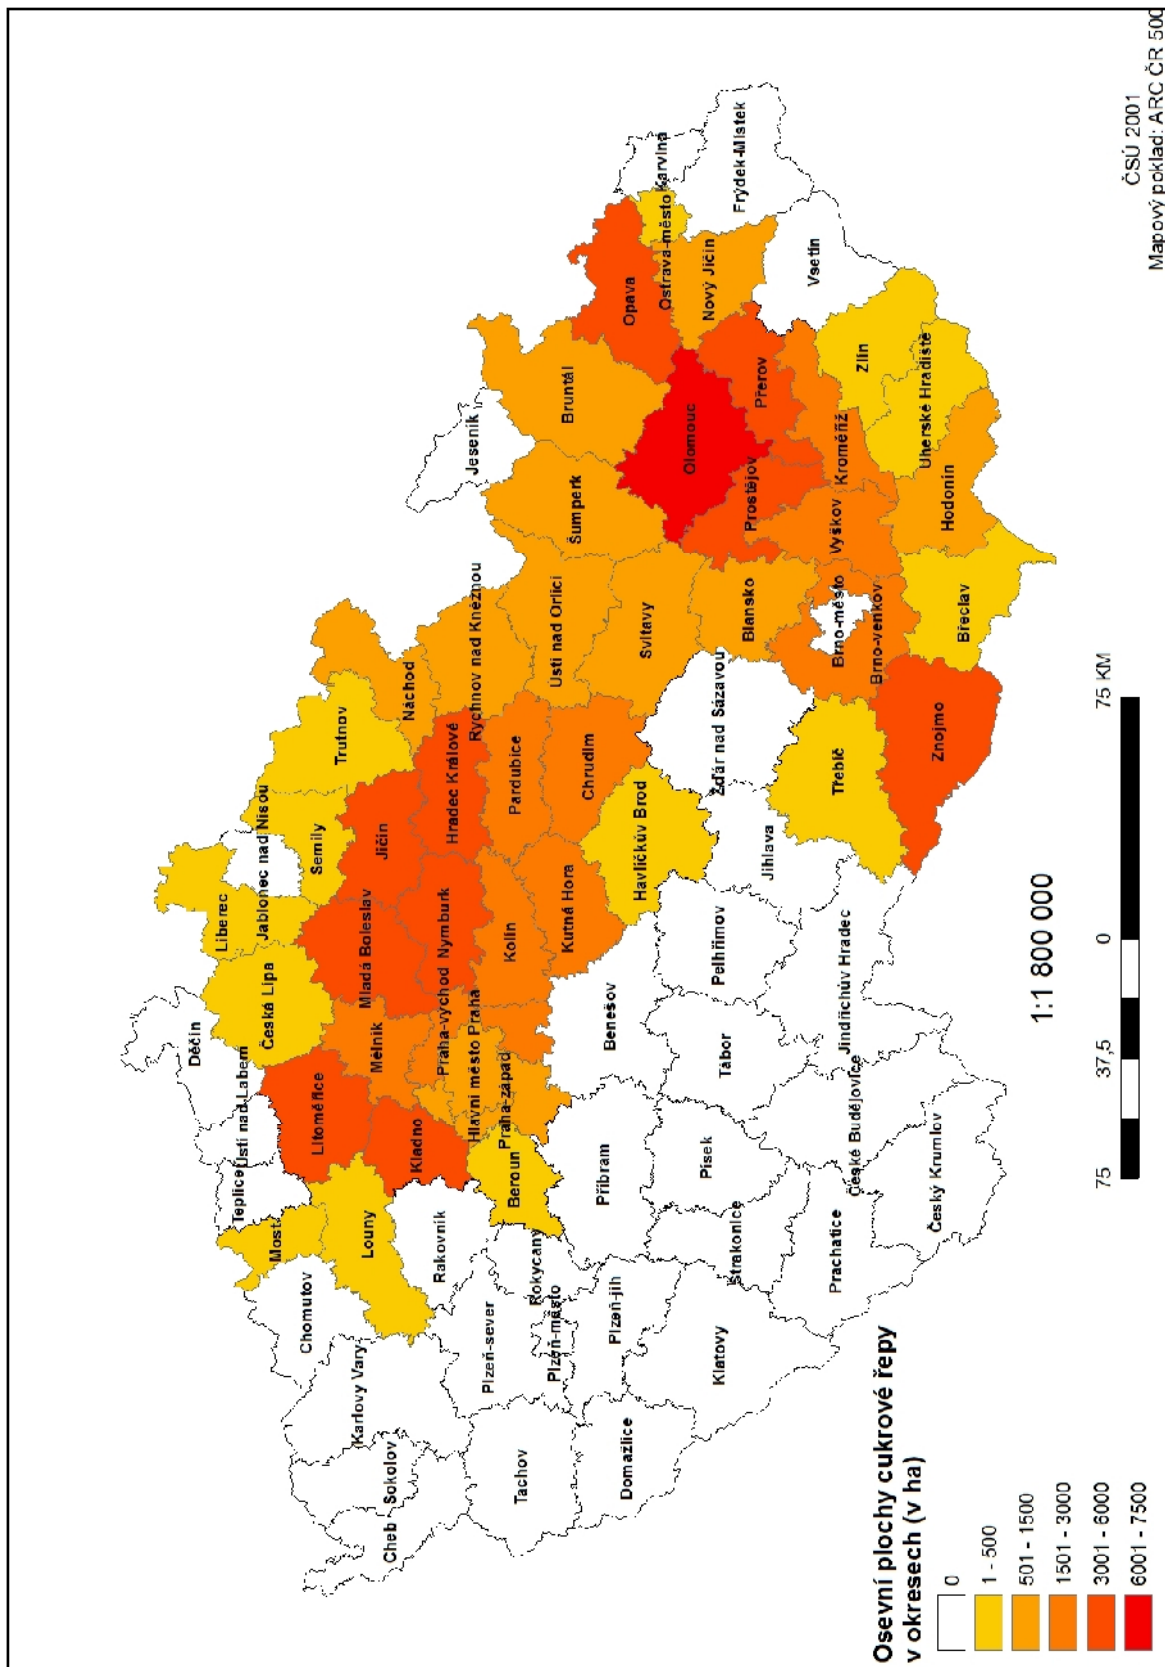 Děčín
Liberec
Jablonec nad Nisou
Česká Lípa
Teplice
Ústí nad Labem
Most
Semily
Trutnov
Litoměřice
Chomutov
Louny
Mladá Boleslav
Jičín
Mělník
Náchod
Karlovy Vary
Sokolov
Cheb
Kladno
Rakovník
Praha-východ
Nymburk
Hradec Králové
Rychnov nad Kněžnou
Jeseník
Hlavní město Praha
Praha-západ
Beroun
Kolín
Pardubice
Plzeň-sever
Tachov
Rokycany
Plzeň-město
Kutná Hora
Chrudim
Ústí nad Orlicí
Šumperk
Bruntál
Opava
Ostrava-město
Karviná
Plzeň-jih
Příbram
Benešov
Havlíčkův Brod
Svitavy
Olomouc
Nový Jičín
Frýdek-Místek
Domažlice
Klatovy
Strakonice
Písek
Tábor
Pelhřimov
Jihlava
Žďár nad Sázavou
Blansko
Prostějov
Přerov
Vsetín
Prachatice
České Budějovice
Jindřichův Hradec
Třebíč
Brno-město
Brno-venkov
Vyškov
Kroměříž
Zlín
Uherské Hradiště
Český Krumlov
Znojmo
Břeclav
Hodonín
Osevní plochy cukrové řepy
v okresech (v ha)
0
1 - 500
501 - 1500
1501 - 3000
3001 - 6000
6001 - 7500
1:1 800 000
75
37,5
0
75 KM
ČSÚ 2001
Mapový poklad: ARC ČR 500